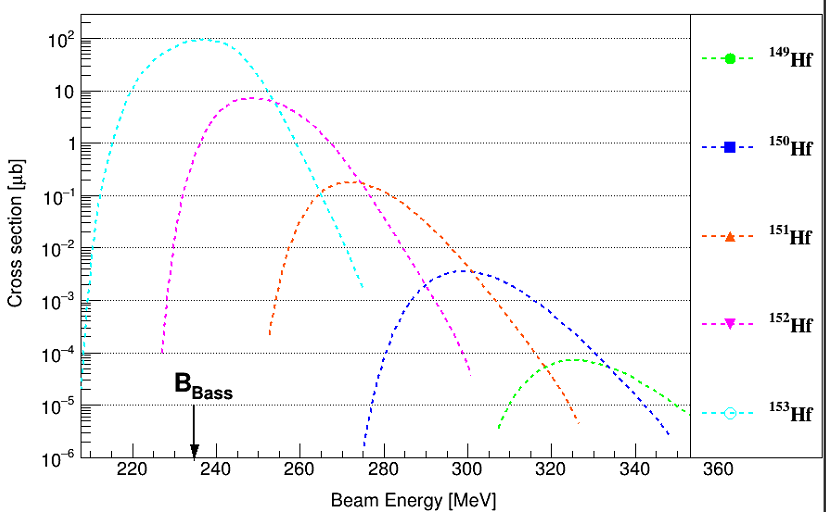 Cross section [μb]
10²
10
1
10⁻¹
10⁻²
10⁻³
10⁻⁴
10⁻⁵
10⁻⁶
B_Bass
220 240 260 280 300 320 340 360
Beam Energy [MeV]
¹⁴⁹Hf
¹⁵⁰Hf
¹⁵¹Hf
¹⁵²Hf
¹⁵³Hf